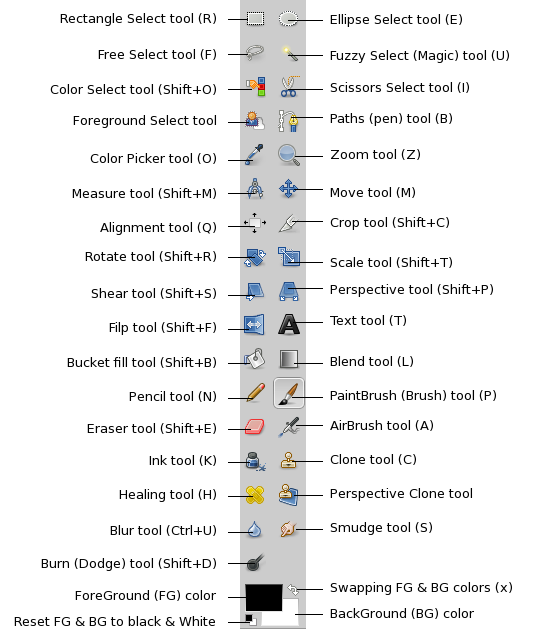 Rectangle Select tool (R)
Ellipse Select tool (E)
Free Select tool (F)
Fuzzy Select (Magic) tool (U)
Color Select tool (Shift+O)
Scissors Select tool (I)
Foreground Select tool
Paths (pen) tool (B)
Color Picker tool (O)
Zoom tool (Z)
Measure tool (Shift+M)
Move tool (M)
Alignment tool (Q)
Crop tool (Shift+C)
Rotate tool (Shift+R)
Scale tool (Shift+T)
Shear tool (Shift+S)
Perspective tool (Shift+P)
Filp tool (Shift+F)
Text tool (T)
Bucket fill tool (Shift+B)
Blend tool (L)
Pencil tool (N)
PaintBrush (Brush) tool (P)
Eraser tool (Shift+E)
AirBrush tool (A)
Ink tool (K)
Clone tool (C)
Healing tool (H)
Perspective Clone tool
Blur tool (Ctrl+U)
Smudge tool (S)
Burn (Dodge) tool (Shift+D)
ForeGround (FG) color
Swapping FG & BG colors (x)
Reset FG & BG to black & White
BackGround (BG) color